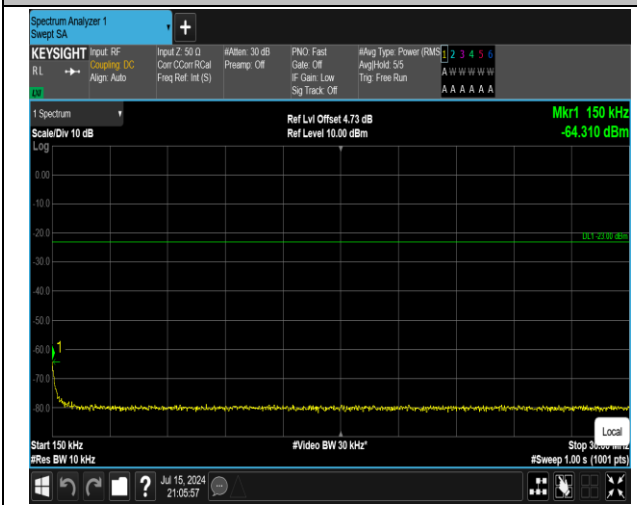 Spectrum Analyzer 1
Swept SA
+
KEYSIGHT
Input: RF
Coupling: DC
Align: Auto
Input Z: 50 Ω
Corr CCorr RCal
Freq Ref: Int (S)
#Atten: 30 dB
Preamp: Off
PNO: Fast
Gate: Off
IF Gain: Low
Sig Track: Off
#Avg Type: Power (RMS
Avg|Hold: 5/5
Trig: Free Run
1 2 3 4 5 6
A W W W W W
A A A A A A
RL
LXI
1 Spectrum
Scale/Div 10 dB
Ref Lvl Offset 4.73 dB
Ref Level 10.00 dBm
Mkr1 150 kHz
-64.310 dBm
Log
0.00
-10.0
-20.0
DL1 -23.00 dBm
-30.0
-40.0
-50.0
-60.0
1
-70.0
-80.0
Local
Start 150 kHz
#Video BW 30 kHz*
Stop 30.00 MHz
#Res BW 10 kHz
#Sweep 1.00 s (1001 pts)
?
Jul 15, 2024
21:05:57